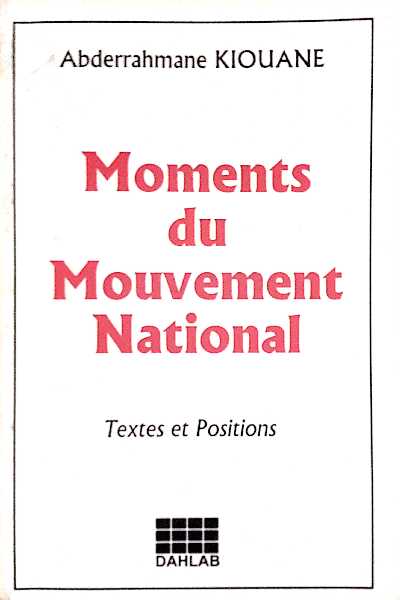 Abderrahmane KIOUANE
Moments
du
Mouvement
National
Textes et Positions
DAHLAB